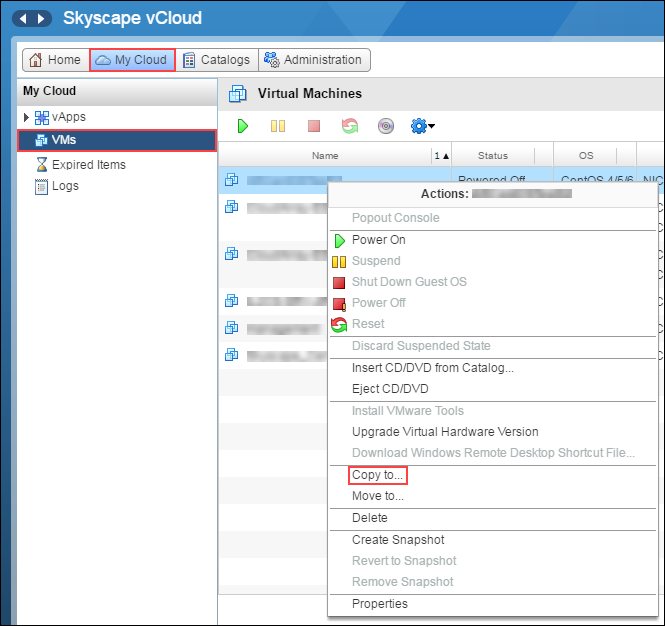 Skyscape vCloud
Home My Cloud Catalogs Administration
My Cloud
vApps
VMs
Expired Items
Logs
Virtual Machines
Name 1 Status OS
Powered Off CentOS 4/5/6 NIC
Actions:
Popout Console
Power On
Suspend
Shut Down Guest OS
Power Off
Reset
Discard Suspended State
Insert CD/DVD from Catalog...
Eject CD/DVD
Install VMware Tools
Upgrade Virtual Hardware Version
Download Windows Remote Desktop Shortcut File...
Copy to...
Move to...
Delete
Create Snapshot
Revert to Snapshot
Remove Snapshot
Properties